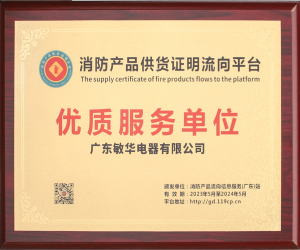 消防产品供货证明流向平台
The supply certificate of fire products flows to the platform
优质服务单位
广东敏华电器有限公司
颁发单位：消防产品流向信息服务(广东)站
有 效 期：2023年5月至2024年5月
平台地址：http://gd.119cp.cn